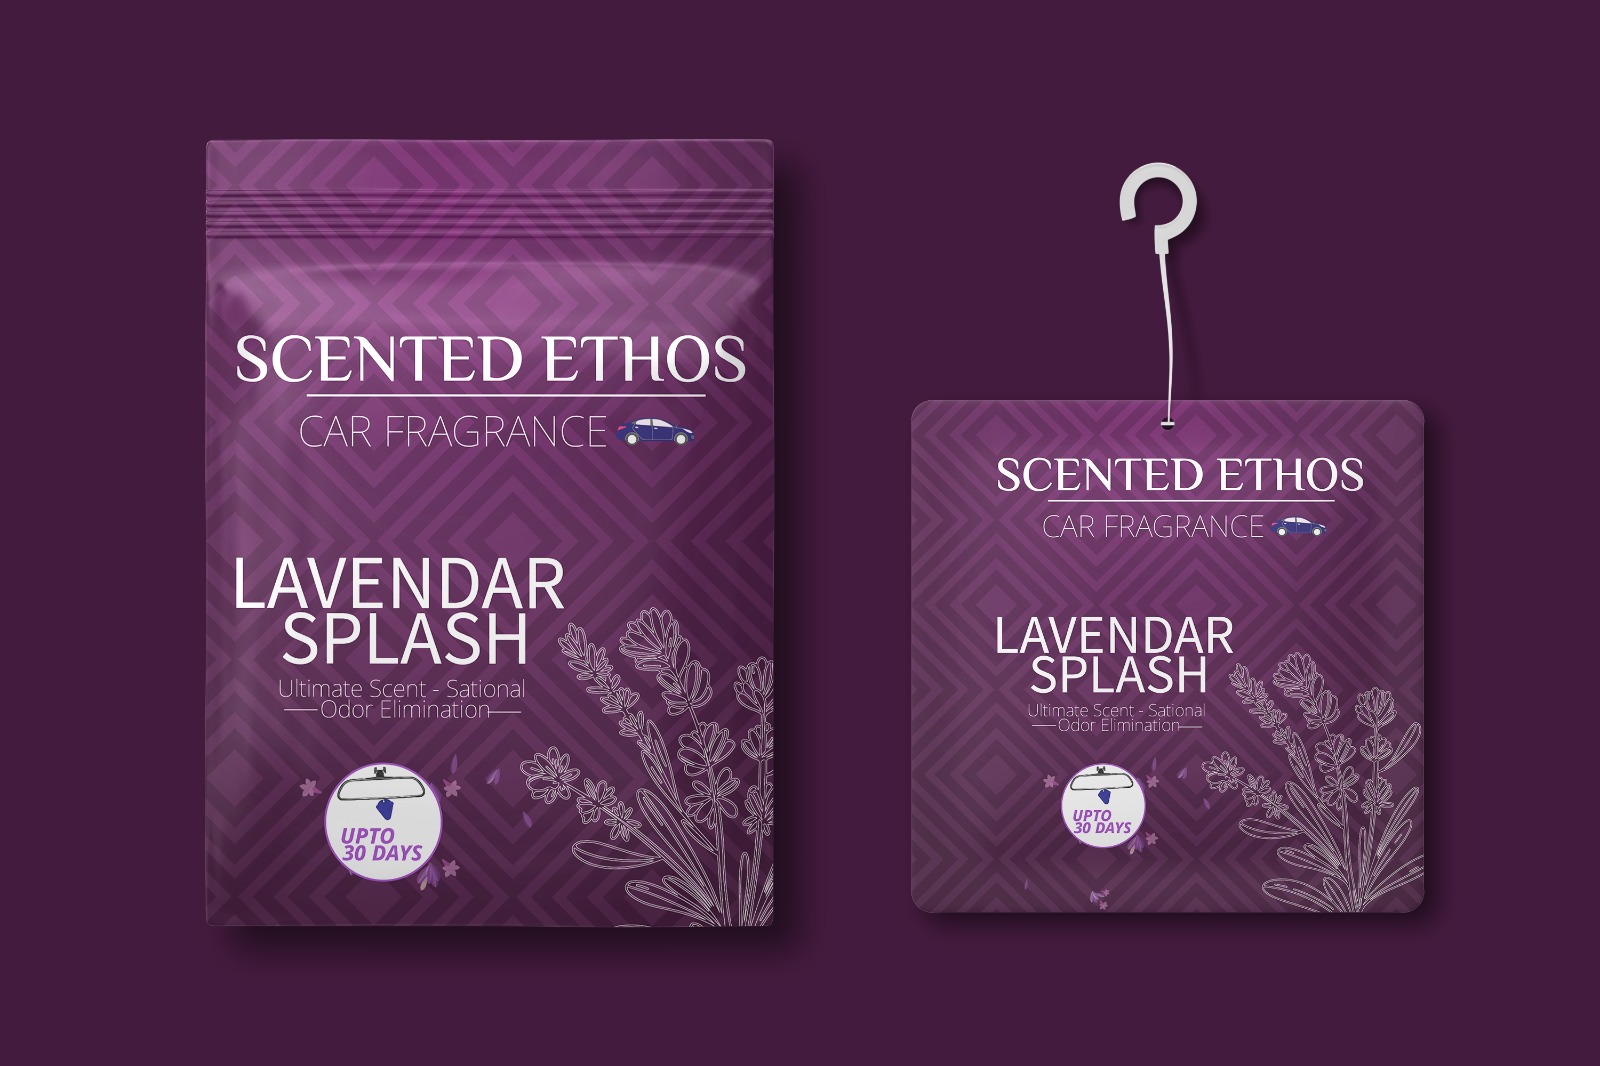 SCENTED ETHOS
CAR FRAGRANCE
LAVENDAR
SPLASH
Ultimate Scent - Sational
Odor Elimination
UPTO
30 DAYS
SCENTED ETHOS
CAR FRAGRANCE
LAVENDAR
SPLASH
Ultimate Scent - Sational
Odor Elimination
UPTO
30 DAYS